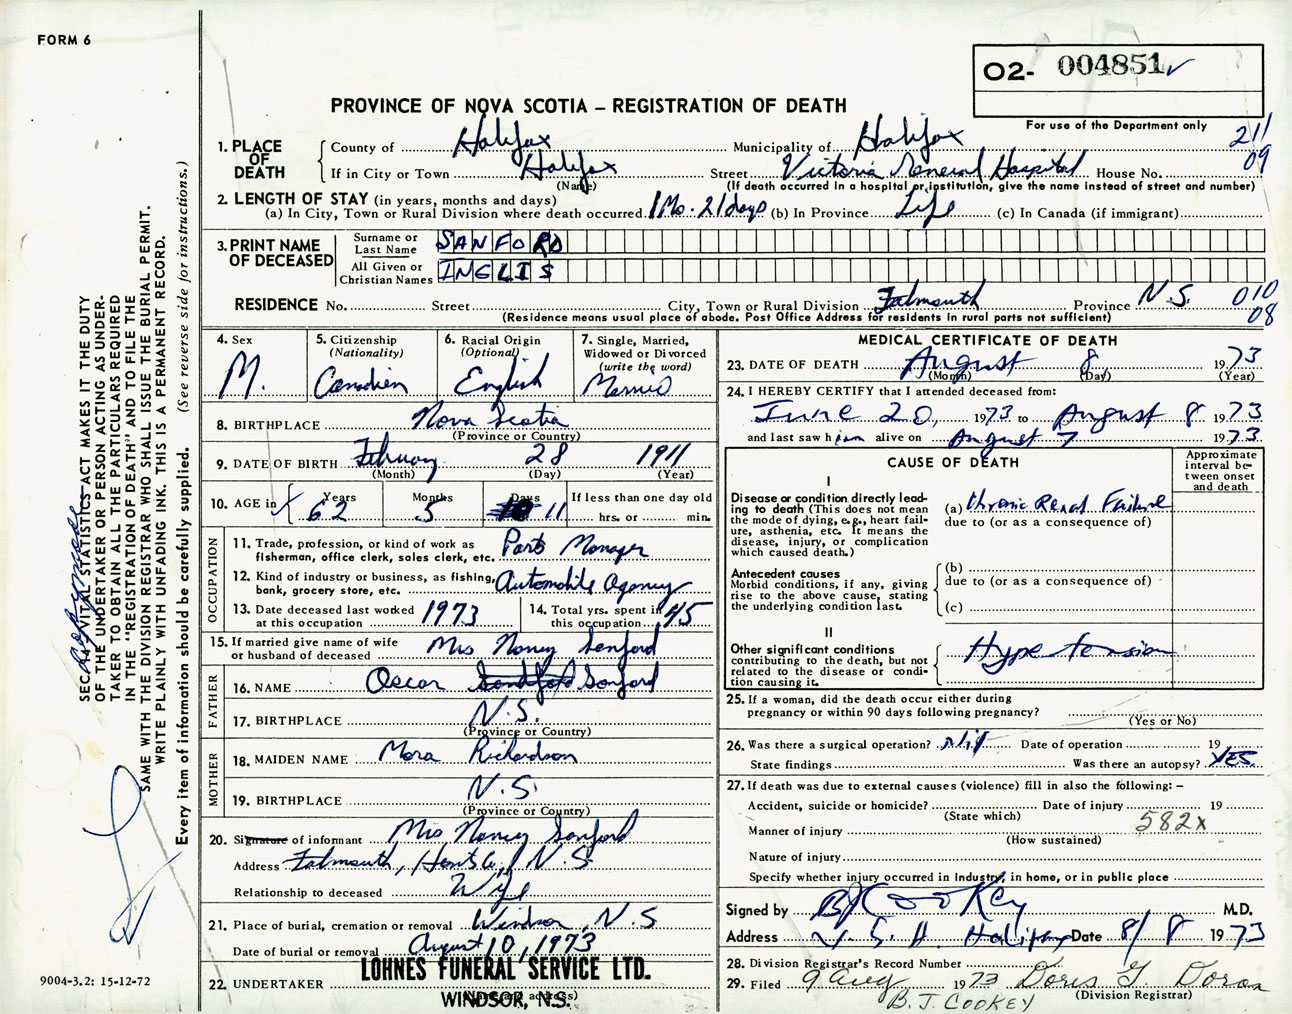 FORM 6
O2- 004851 ✓
PROVINCE OF NOVA SCOTIA – REGISTRATION OF DEATH
For use of the Department only
211
09
1. PLACE OF DEATH
County of Halifax Municipality of Halifax
If in City or Town Halifax Street Victoria General Hospital House No.
(Name) (If death occurred in a hospital or institution, give the name instead of street and number)
2. LENGTH OF STAY (in years, months and days)
(a) In City, Town or Rural Division where death occurred 1 Mo. 21 days (b) In Province Life (c) In Canada (if immigrant)
3. PRINT NAME OF DECEASED
Surname or Last Name SANFORD
All Given or Christian Names INGLIS
RESIDENCE No. Street City, Town or Rural Division Falmouth Province N.S. 010
08
(Residence means usual place of abode. Post Office Address for residents in rural parts not sufficient)
4. Sex
M.
5. Citizenship
(Nationality)
Canadian
6. Racial Origin
(Optional)
English
7. Single, Married,
Widowed or Divorced
(write the word)
Married
8. BIRTHPLACE Nova Scotia
(Province or Country)
9. DATE OF BIRTH February 28 1911
(Month) (Day) (Year)
10. AGE in Years Months Days If less than one day old
62 5 11 hrs. or min.
OCCUPATION
11. Trade, profession, or kind of work as
fisherman, office clerk, sales clerk, etc. Parts Manager
12. Kind of industry or business, as fishing,
bank, grocery store, etc. Automobile Agency
13. Date deceased last worked
at this occupation 1973
14. Total yrs. spent in
this occupation 45
15. If married give name of wife
or husband of deceased Mrs Nancy Sanford
FATHER
16. NAME Oscar Sanford
17. BIRTHPLACE N.S.
(Province or Country)
MOTHER
18. MAIDEN NAME Mora Richardson
19. BIRTHPLACE N.S.
(Province or Country)
20. Signature of informant Mrs Nancy Sanford
Address Falmouth, Hants Co, N.S
Relationship to deceased Wife
21. Place of burial, cremation or removal Windsor, N.S
Date of burial or removal August 10, 1973
22. UNDERTAKER LOHNES FUNERAL SERVICE LTD.
(Name and address)
WINDSOR, N.S.
MEDICAL CERTIFICATE OF DEATH
23. DATE OF DEATH August 8 1973
(Month) (Day) (Year)
24. I HEREBY CERTIFY that I attended deceased from:
June 20, 1973 to August 8 1973
and last saw him alive on August 7 1973
CAUSE OF DEATH
Approximate interval between onset and death
I
Disease or condition directly leading
to death (This does not mean
the mode of dying, e.g., heart failure,
asthenia, etc. It means the
disease, injury, or complication
which caused death.)
(a) Chronic Renal Failure
due to (or as a consequence of)
Antecedent causes
Morbid conditions, if any, giving
rise to the above cause, stating
the underlying condition last.
(b)
due to (or as a consequence of)
(c)
II
Other significant conditions
contributing to the death, but not
related to the disease or condition
causing it.
Hypertension
25. If a woman, did the death occur either during
pregnancy or within 90 days following pregnancy?
(Yes or No)
26. Was there a surgical operation? Nil Date of operation 19
State findings Was there an autopsy? YES
27. If death was due to external causes (violence) fill in also the following: –
Accident, suicide or homicide? Date of injury 19
(State which)
Manner of injury 582x
(How sustained)
Nature of injury
Specify whether injury occurred in Industry, in home, or in public place
Signed by B J Cookey M.D.
Address V. G. H Halifax Date 8/8 1973
28. Division Registrar's Record Number
29. Filed 9 Aug 1973 Doris G. Doran
(Division Registrar)
B. J. COOKEY
SEC. 14, VITAL STATISTICS ACT MAKES IT THE DUTY
OF THE UNDERTAKER OR PERSON ACTING AS UNDERTAKER
TO OBTAIN ALL THE PARTICULARS REQUIRED
IN THE "REGISTRATION OF DEATH" AND TO FILE THE
SAME WITH THE DIVISION REGISTRAR WHO SHALL ISSUE THE BURIAL PERMIT.
WRITE PLAINLY WITH UNFADING INK. THIS IS A PERMANENT RECORD.
Every item of information should be carefully supplied. (See reverse side for instructions.)
9004-3.2: 15-12-72